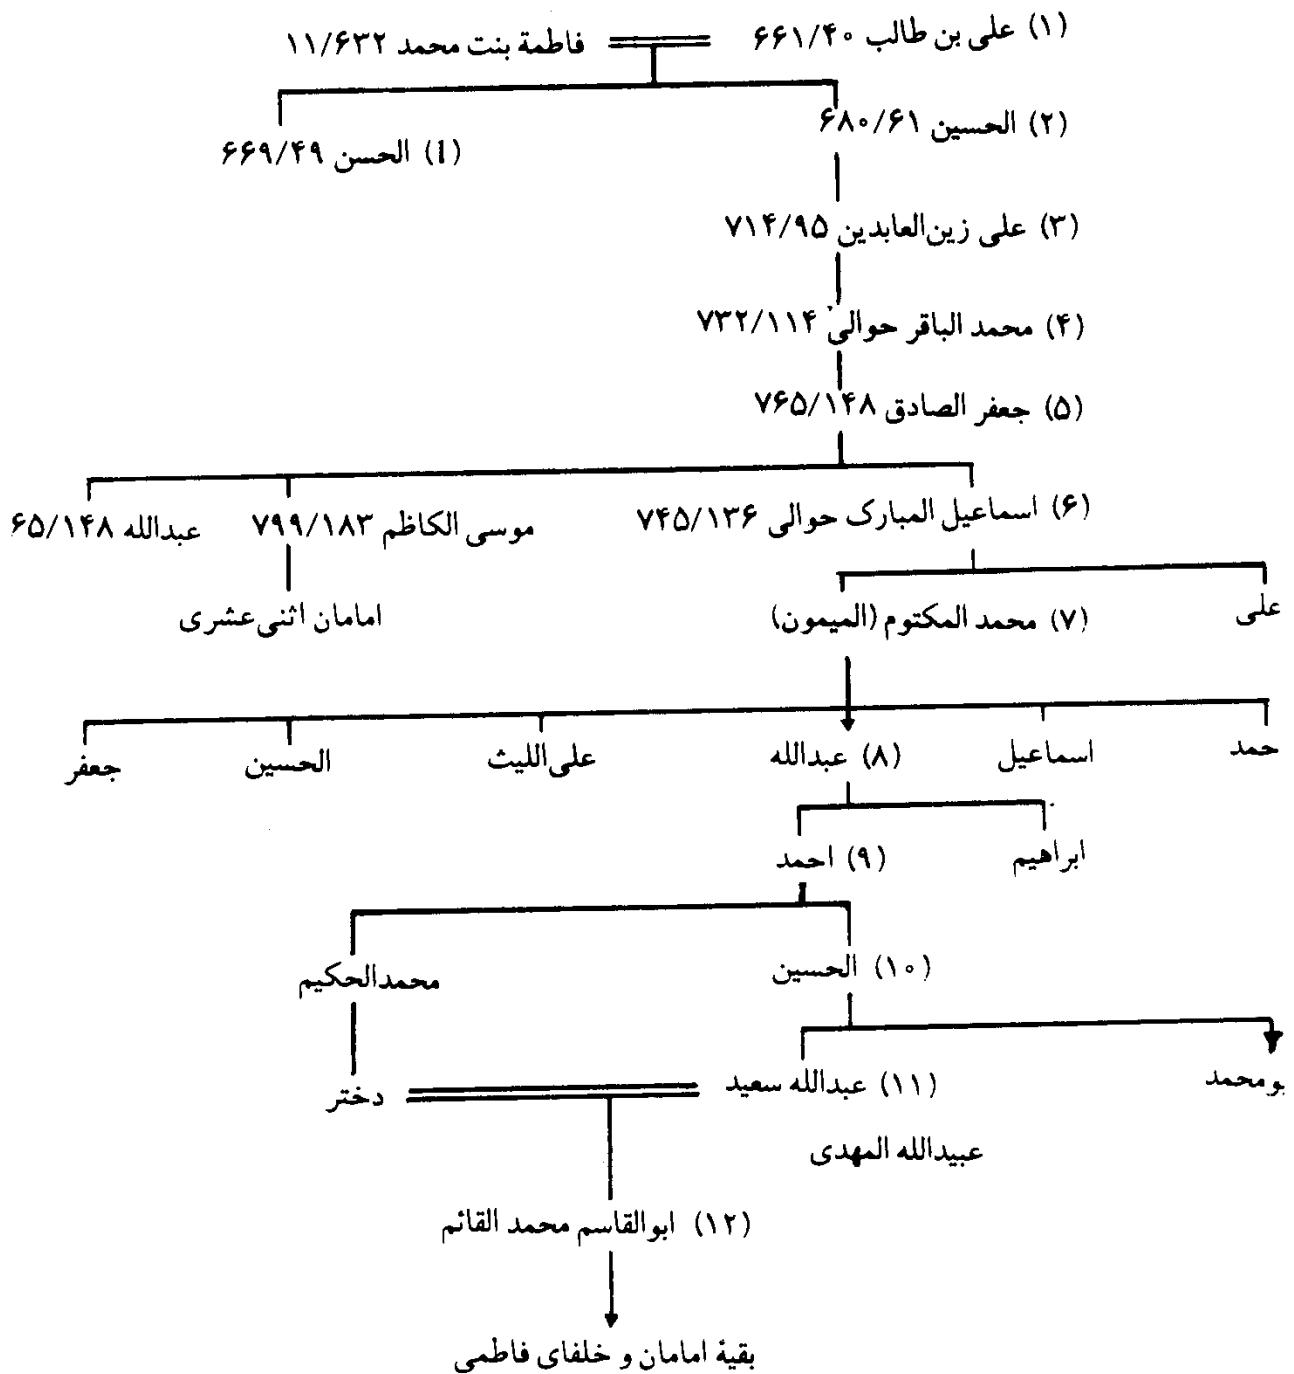 (۱) علی بن طالب ۶۶۱/۴۰ فاطمة بنت محمد ۱۱/۶۳۲
(۲) الحسین ۶۸۰/۶۱
(I) الحسن ۶۶۹/۴۹
(۳) علی زین‌العابدین ۷۱۴/۹۵
(۴) محمد الباقر حوالی ۷۳۲/۱۱۴
(۵) جعفر الصادق ۷۶۵/۱۴۸
(۶) اسماعیل المبارک حوالی ۷۴۵/۱۳۶ موسی الکاظم ۷۹۹/۱۸۳ عبدالله ۶۵/۱۴۸
علی (۷) محمد المکتوم (المیمون) امامان اثنی‌عشری
حمد اسماعیل (۸) عبدالله علی‌اللیث الحسین جعفر
ابراهیم (۹) احمد
(۱۰) الحسین محمدالحکیم
بومحمد (۱۱) عبدالله سعید دختر
عبیدالله المهدی
(۱۲) ابوالقاسم محمد القائم
بقیهٔ امامان و خلفای فاطمی